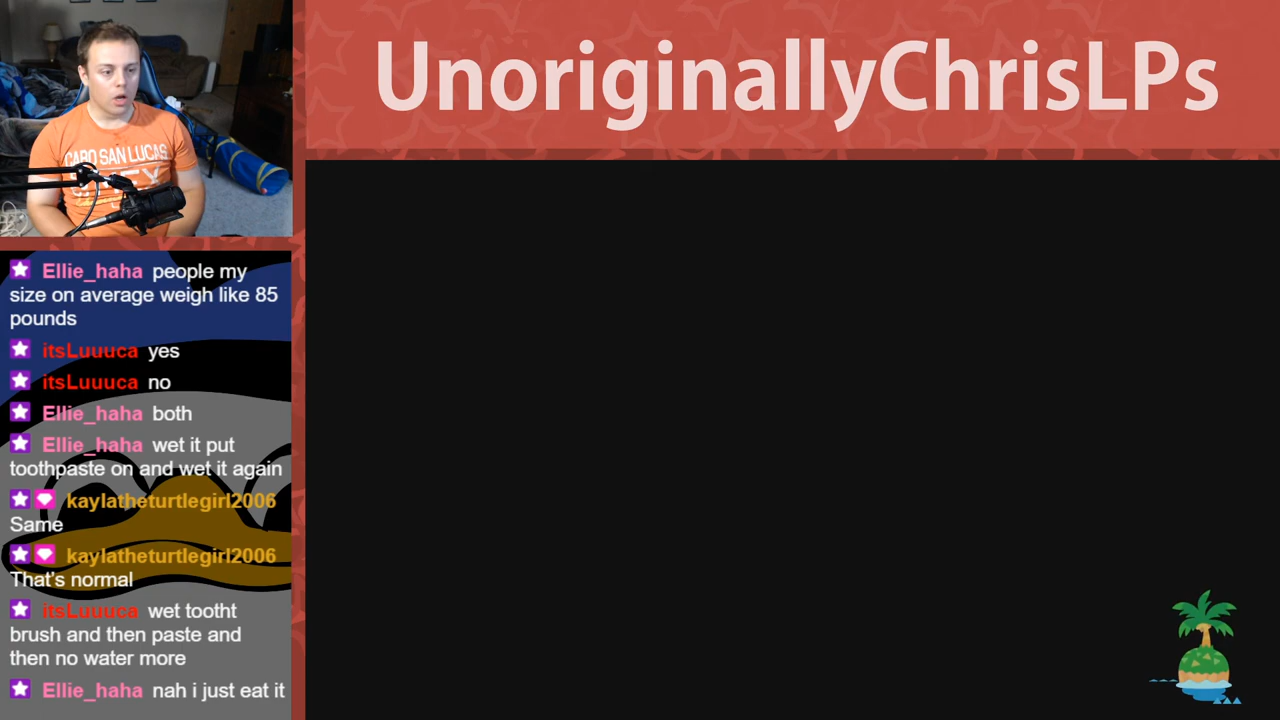 UnoriginallyChrisLPs
CABO SAN LUCAS
Ellie_haha people my
size on average weigh like 85
pounds
itsLuuuca yes
itsLuuuca no
Ellie_haha both
Ellie_haha wet it put
toothpaste on and wet it again
kaylatheturtlegirl2006
Same
kaylatheturtlegirl2006
That's normal
itsLuuuca wet tootht
brush and then paste and
then no water more
Ellie_haha nah i just eat it